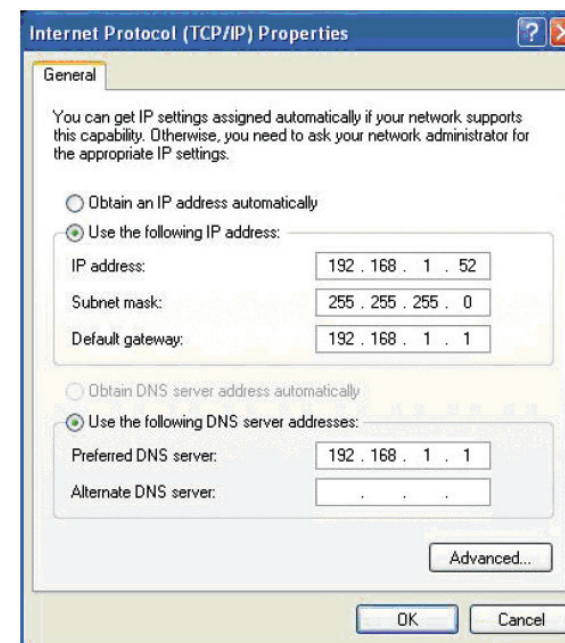 Internet Protocol (TCP/IP) Properties
General
You can get IP settings assigned automatically if your network supports
this capability. Otherwise, you need to ask your network administrator for
the appropriate IP settings.
Obtain an IP address automatically
Use the following IP address:
IP address: 192 . 168 . 1 . 52
Subnet mask: 255 . 255 . 255 . 0
Default gateway: 192 . 168 . 1 . 1
Obtain DNS server address automatically
Use the following DNS server addresses:
Preferred DNS server: 192 . 168 . 1 . 1
Alternate DNS server: . . .
Advanced...
OK Cancel